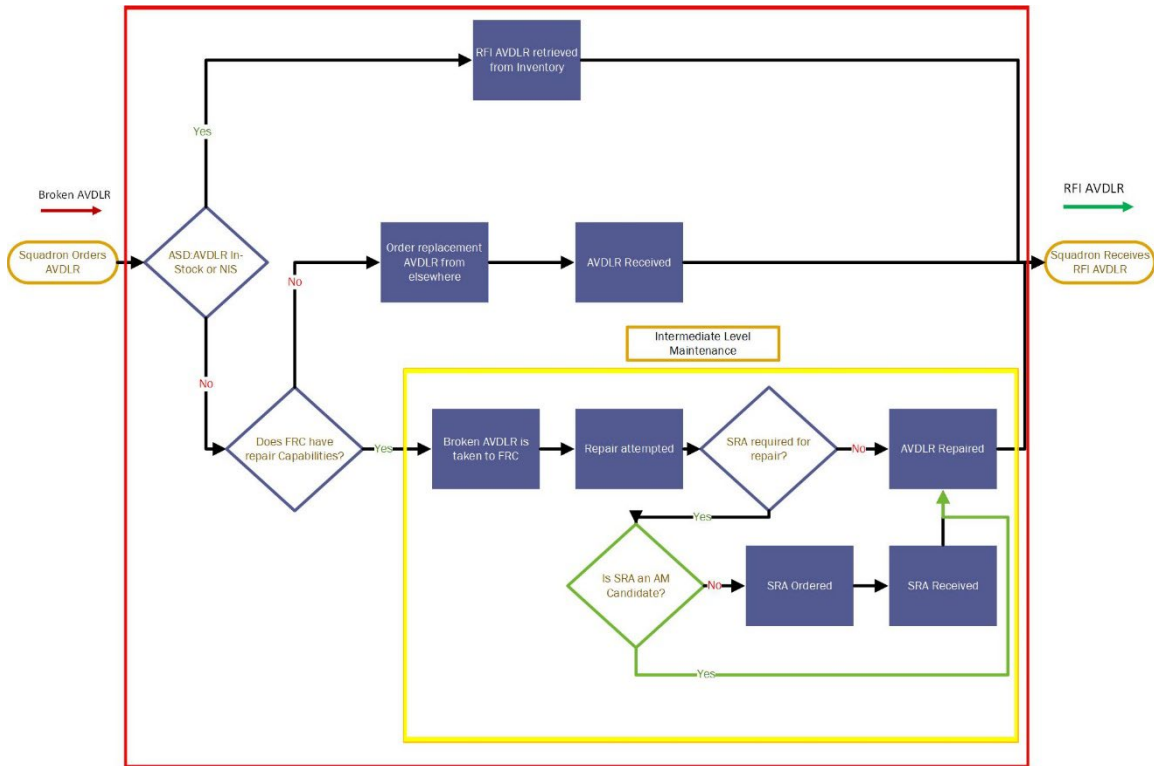 RFI AVDLR retrieved
from Inventory
Yes
Broken AVDLR
RFI AVDLR
Squadron Orders
AVDLR
ASD:AVDLR In-
Stock or NIS
Order replacement
AVDLR from
elsewhere
AVDLR Received
Squadron Receives
RFI AVDLR
No
Intermediate Level
Maintenance
No
Does FRC have
repair Capabilities?
Yes
Broken AVDLR is
taken to FRC
Repair attempted
SRA required for
repair?
No
AVDLR Repaired
Yes
Is SRA an AM
Candidate?
No
SRA Ordered
SRA Received
Yes